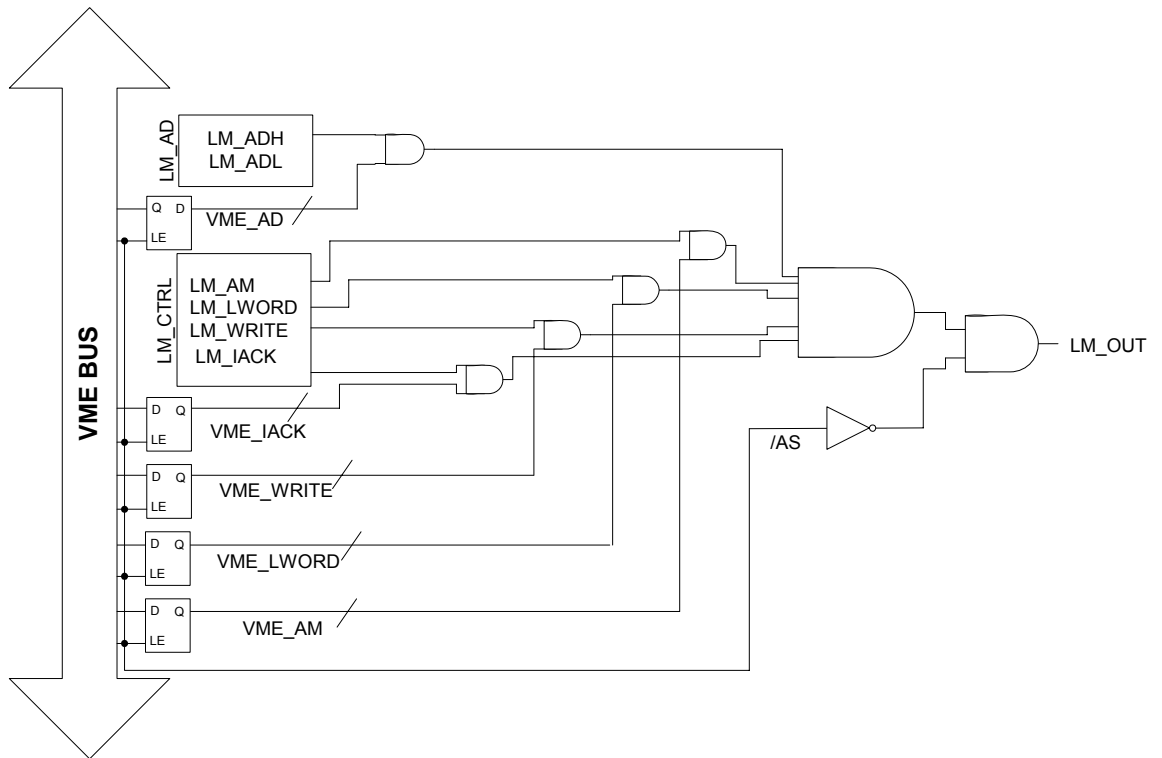 LM_AD
LM_ADH
LM_ADL
Q D
VME_AD
LE
LM_CTRL
LM_AM
LM_LWORD
LM_WRITE
LM_IACK
VME BUS
LM_OUT
D Q
VME_IACK
LE
/AS
D Q
VME_WRITE
LE
D Q
VME_LWORD
LE
D Q
VME_AM
LE